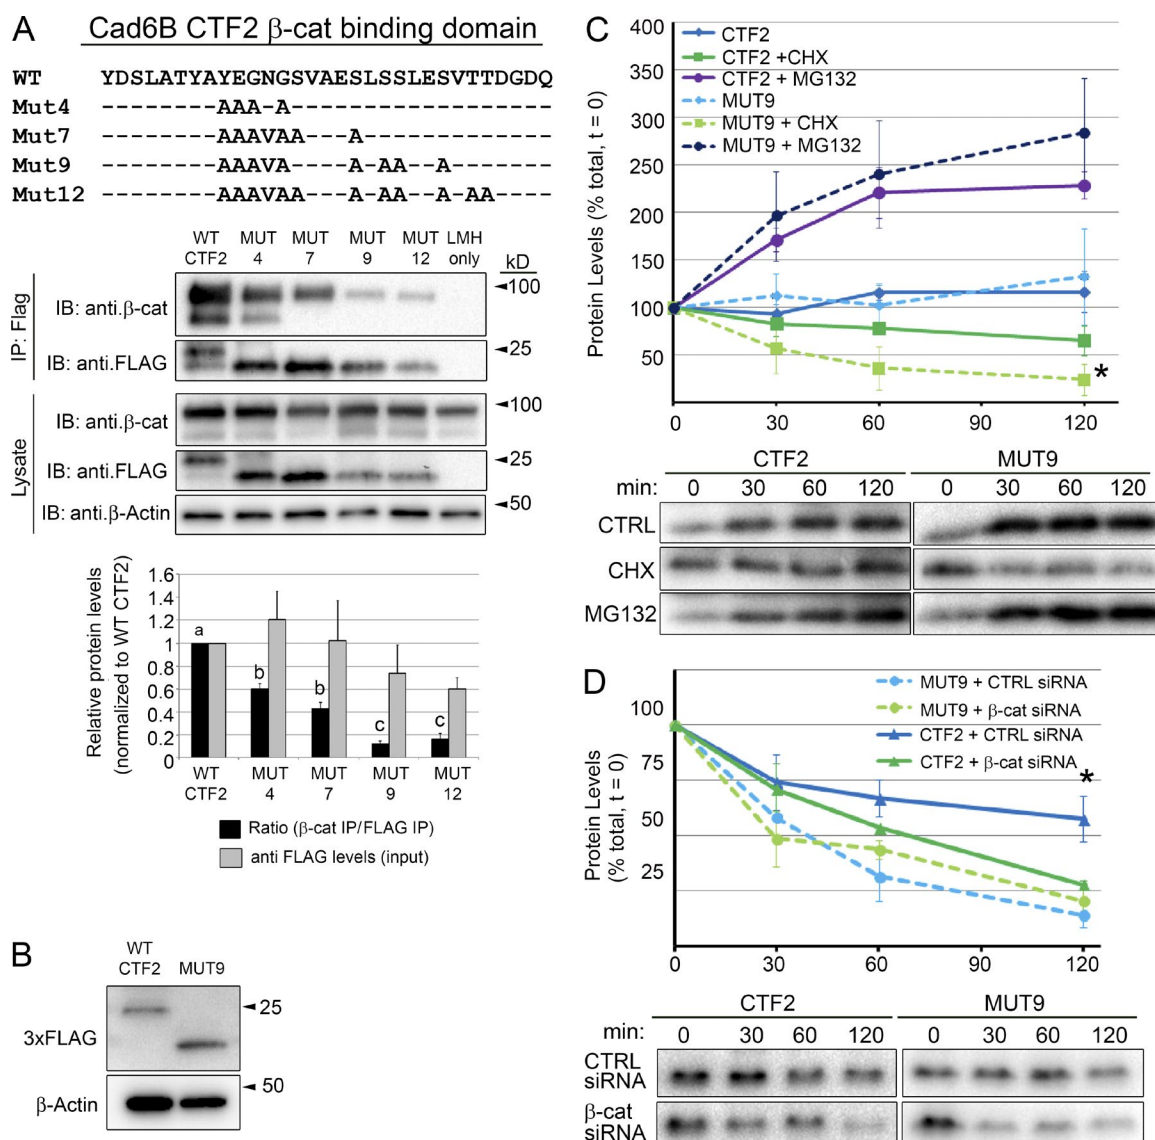 A
Cad6B CTF2 β-cat binding domain
WT YDSLATYAYEGNGSVAESLSSLESVTTDGDQ
Mut4 --------AAA-A------------------
Mut7 --------AAAVAA---S-------------
Mut9 --------AAAVA----A-AA--A-------
Mut12 --------AAAVAA---A-AA--A-AA----
WT CTF2 MUT 4 MUT 7 MUT 9 MUT 12 LMH only kD
IP: Flag
IB: anti.β-cat 100
IB: anti.FLAG 25
Lysate
IB: anti.β-cat 100
IB: anti.FLAG 25
IB: anti.β-Actin 50
Relative protein levels
(normalized to WT CTF2)
1.6
1.4
1.2
1.0
0.8
0.6
0.4
0.2
0
a b b c c
WT CTF2 MUT 4 MUT 7 MUT 9 MUT 12
Ratio (β-cat IP/FLAG IP)
anti FLAG levels (input)
B
WT CTF2 MUT9
3xFLAG 25
β-Actin 50
C
CTF2
CTF2 +CHX
CTF2 + MG132
MUT9
MUT9 + CHX
MUT9 + MG132
Protein Levels (% total, t = 0)
400
350
300
250
200
150
100
50
*
0 30 60 90 120
CTF2 MUT9
min: 0 30 60 120 0 30 60 120
CTRL
CHX
MG132
D
MUT9 + CTRL siRNA
MUT9 + β-cat siRNA
CTF2 + CTRL siRNA
CTF2 + β-cat siRNA
Protein Levels
(% total, t = 0)
100
75
50
25
*
0 30 60 90 120
CTF2 MUT9
min: 0 30 60 120 0 30 60 120
CTRL
siRNA
β-cat
siRNA